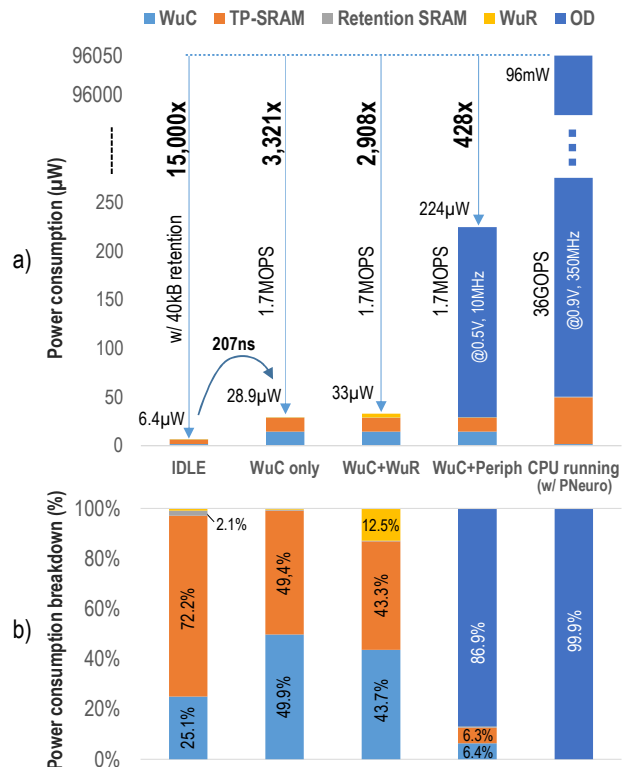 WuC TP-SRAM Retention SRAM WuR OD
a)
Power consumption (µW)
96050
96000
250
200
150
100
50
0
15,000x
w/ 40kB retention
6.4µW
207ns
3,321x
1.7MOPS
28.9µW
2,908x
1.7MOPS
33µW
428x
1.7MOPS
224µW
@0.5V, 10MHz
96mW
36GOPS
@0.9V, 350MHz
IDLE WuC only WuC+WuR WuC+Periph CPU running
(w/ PNeuro)
b)
Power consumption breakdown (%)
100%
80%
60%
40%
20%
0%
2.1%
72.2%
25.1%
49,4%
49.9%
12.5%
43.3%
43.7%
86.9%
6.3%
6.4%
99.9%